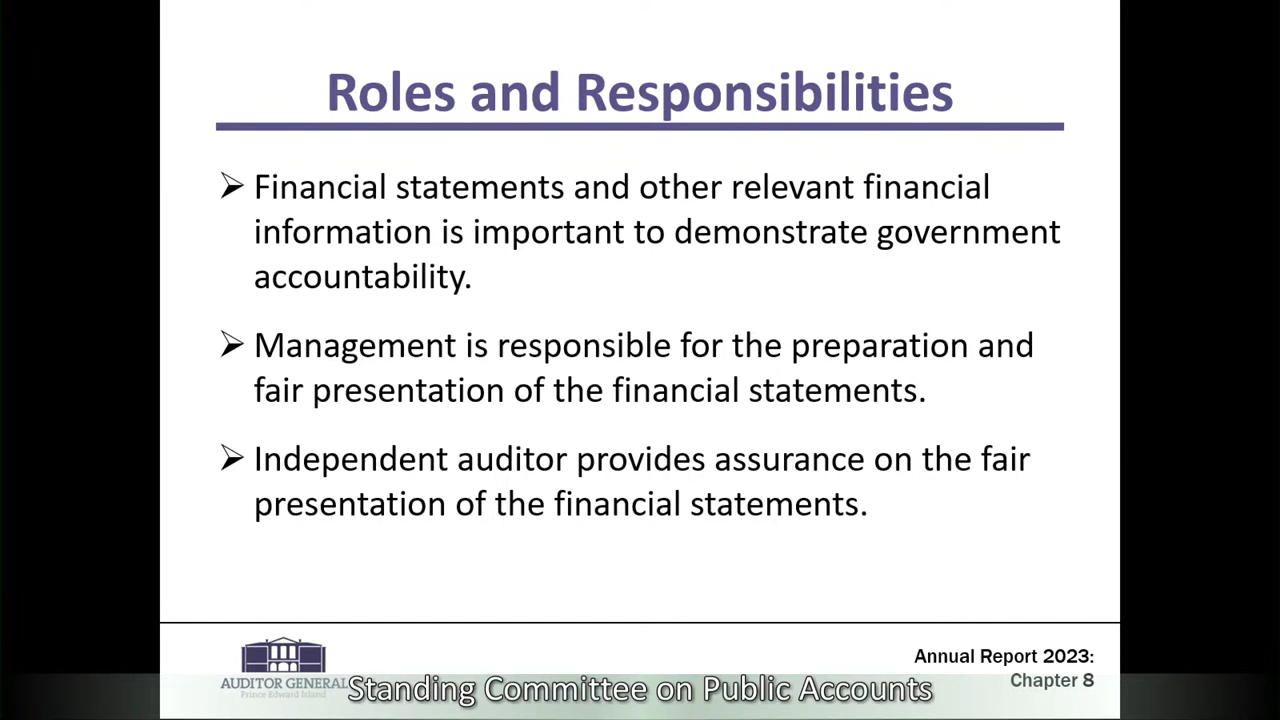 Roles and Responsibilities
➢ Financial statements and other relevant financial
information is important to demonstrate government
accountability.
➢ Management is responsible for the preparation and
fair presentation of the financial statements.
➢ Independent auditor provides assurance on the fair
presentation of the financial statements.
AUDITOR GENERAL
Prince Edward Island
Annual Report 2023:
Chapter 8
Standing Committee on Public Accounts